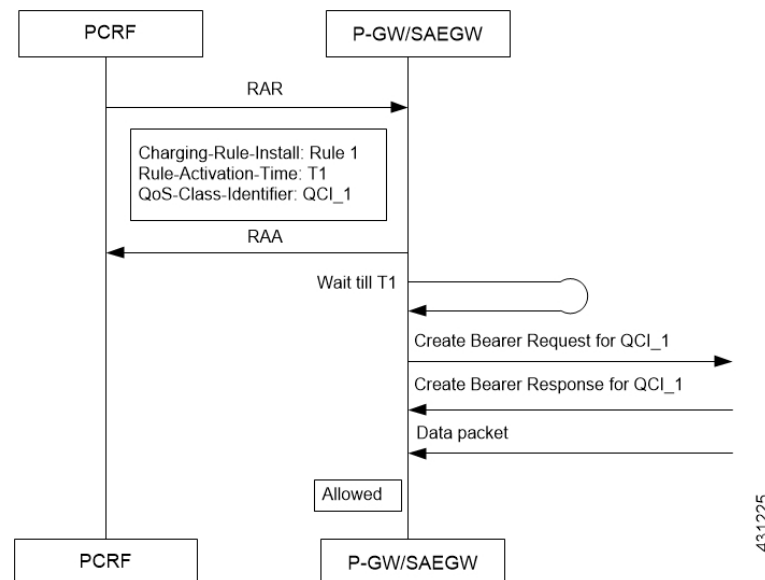 PCRF
P-GW/SAEGW
RAR
Charging-Rule-Install: Rule 1
Rule-Activation-Time: T1
QoS-Class-Identifier: QCI_1
RAA
Wait till T1
Create Bearer Request for QCI_1
Create Bearer Response for QCI_1
Data packet
Allowed
431225
PCRF
P-GW/SAEGW